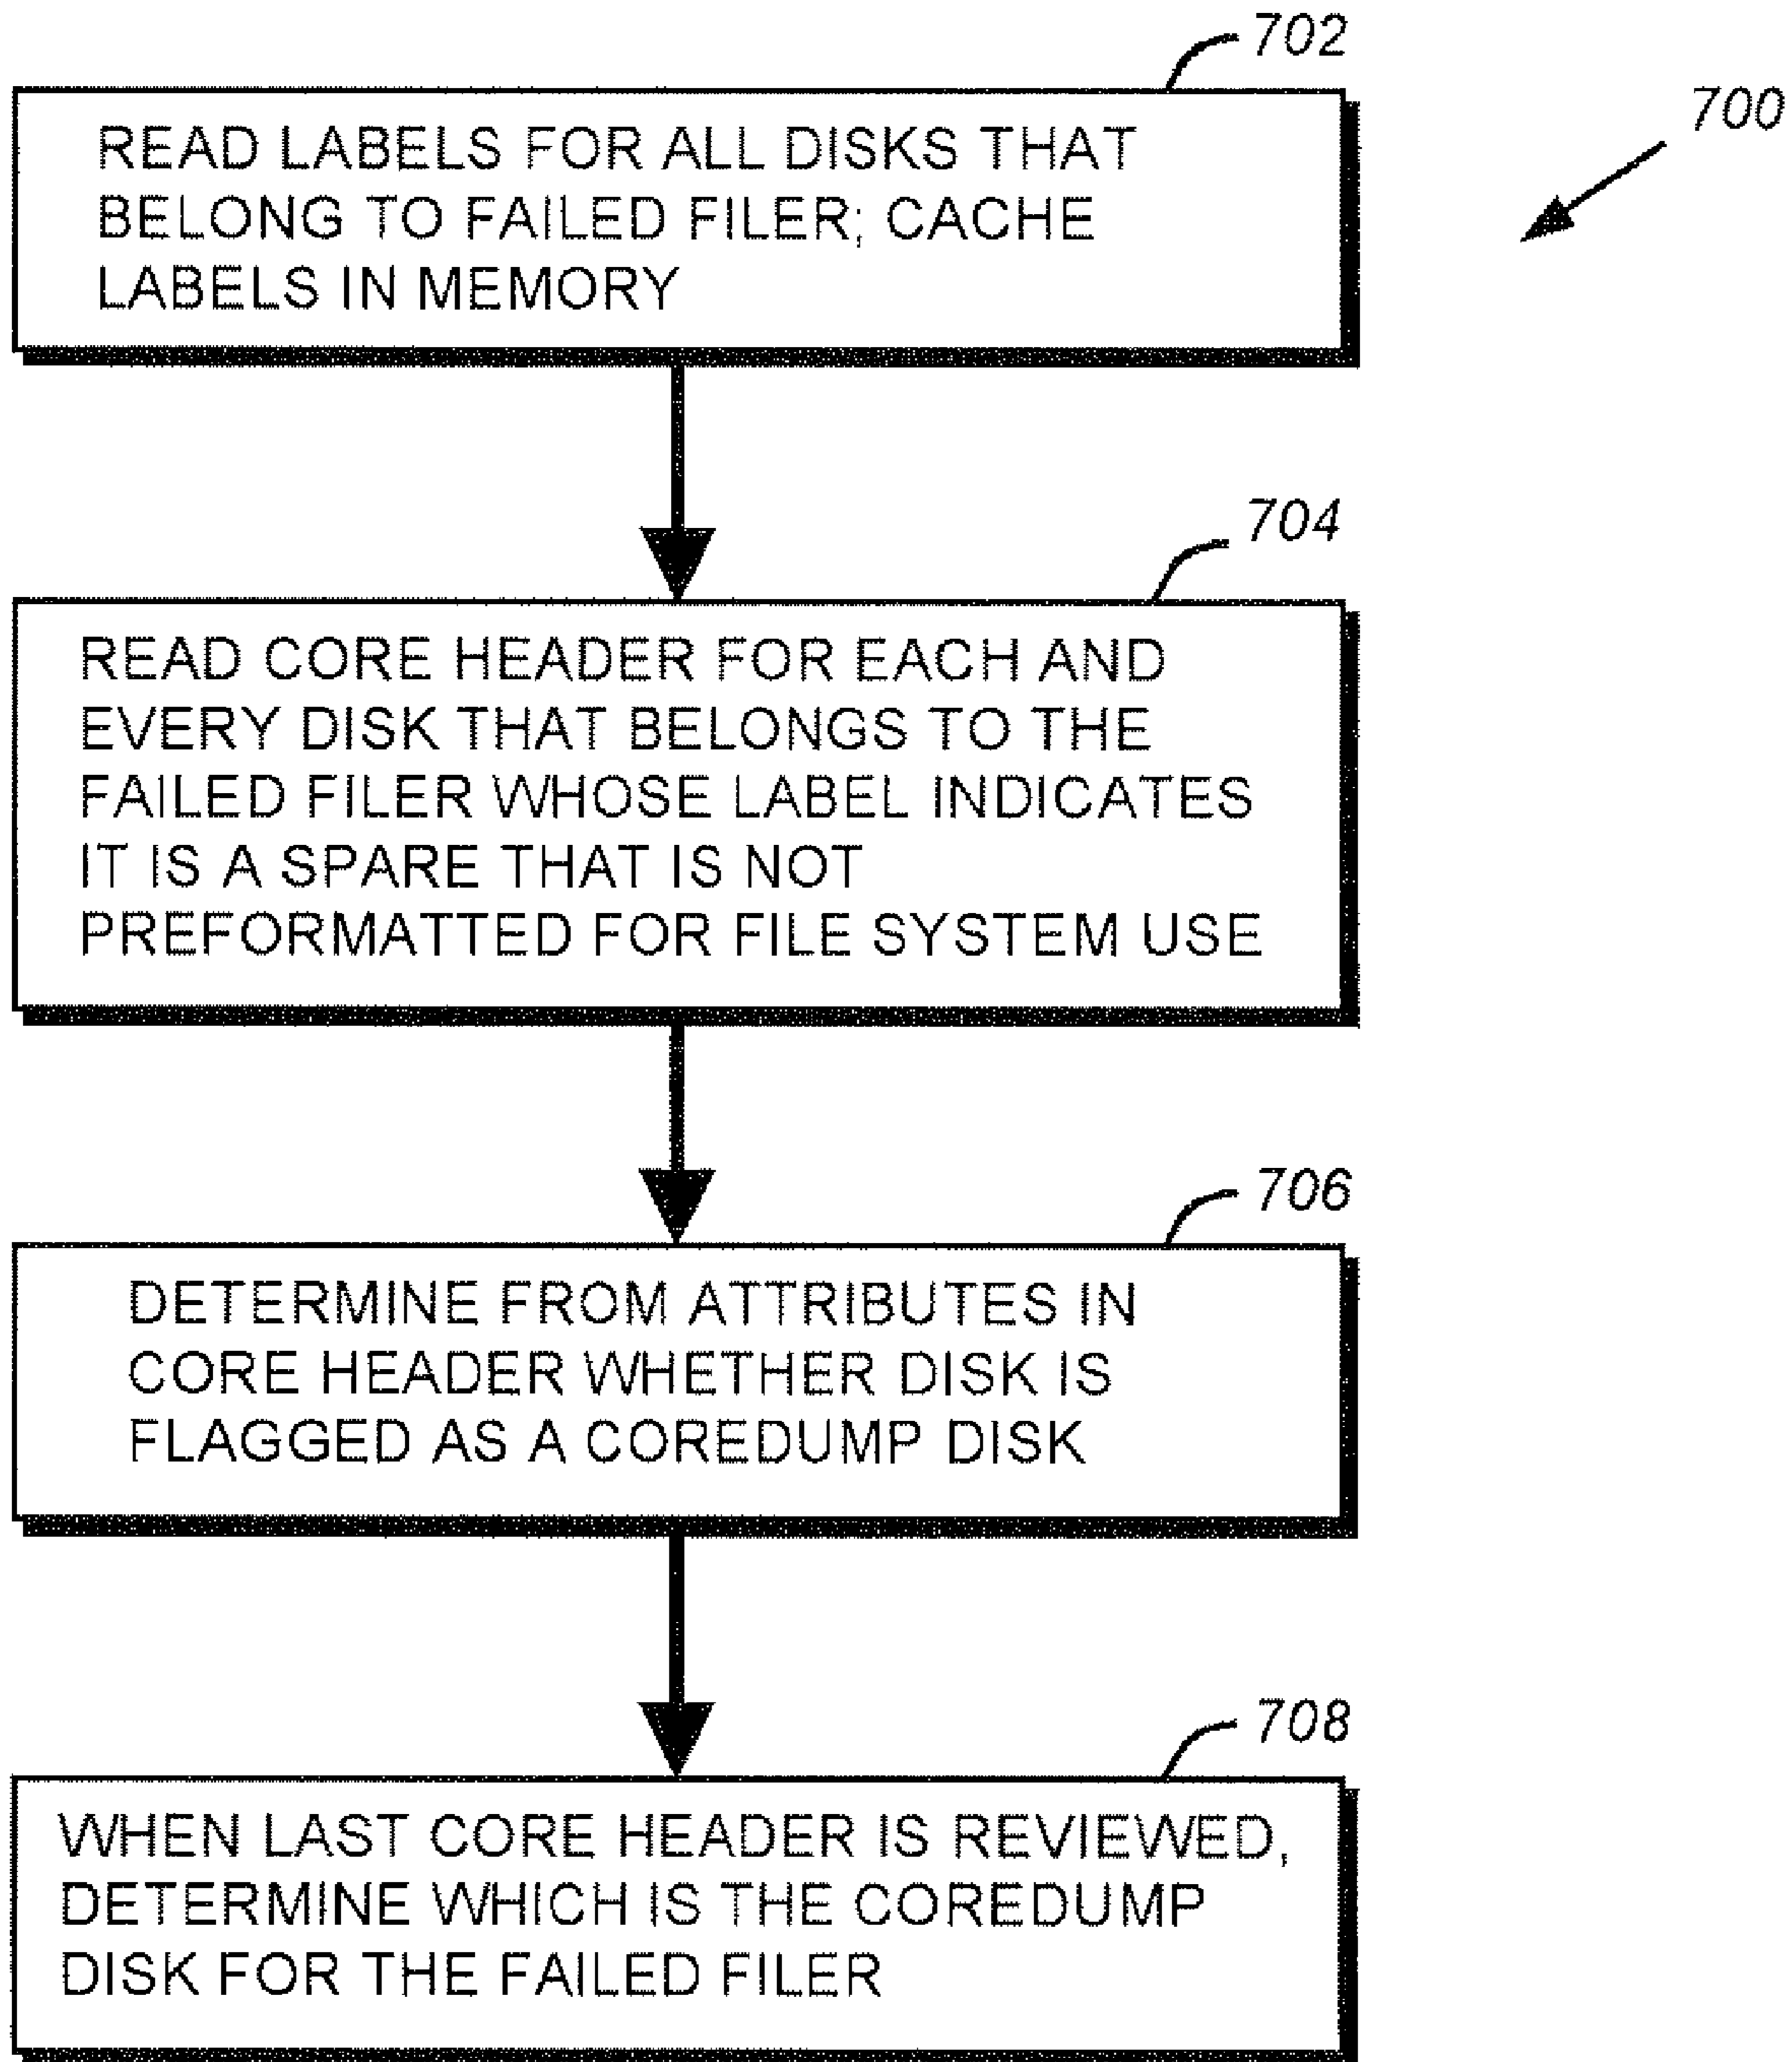 702
700
READ LABELS FOR ALL DISKS THAT
BELONG TO FAILED FILER; CACHE
LABELS IN MEMORY
704
READ CORE HEADER FOR EACH AND
EVERY DISK THAT BELONGS TO THE
FAILED FILER WHOSE LABEL INDICATES
IT IS A SPARE THAT IS NOT
PREFORMATTED FOR FILE SYSTEM USE
706
DETERMINE FROM ATTRIBUTES IN
CORE HEADER WHETHER DISK IS
FLAGGED AS A COREDUMP DISK
708
WHEN LAST CORE HEADER IS REVIEWED,
DETERMINE WHICH IS THE COREDUMP
DISK FOR THE FAILED FILER